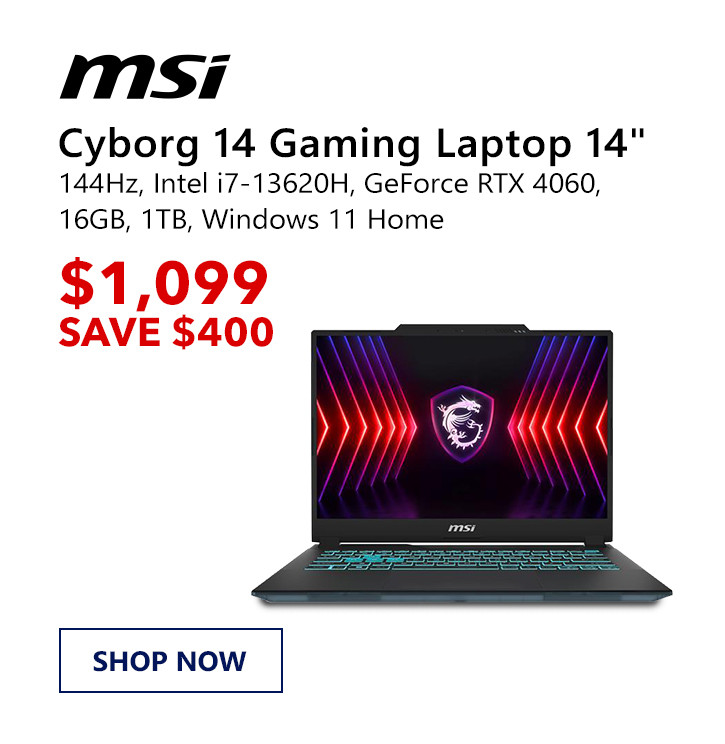 msi
Cyborg 14 Gaming Laptop 14"
144Hz, Intel i7-13620H, GeForce RTX 4060,
16GB, 1TB, Windows 11 Home
$1,099
SAVE $400
msi
SHOP NOW